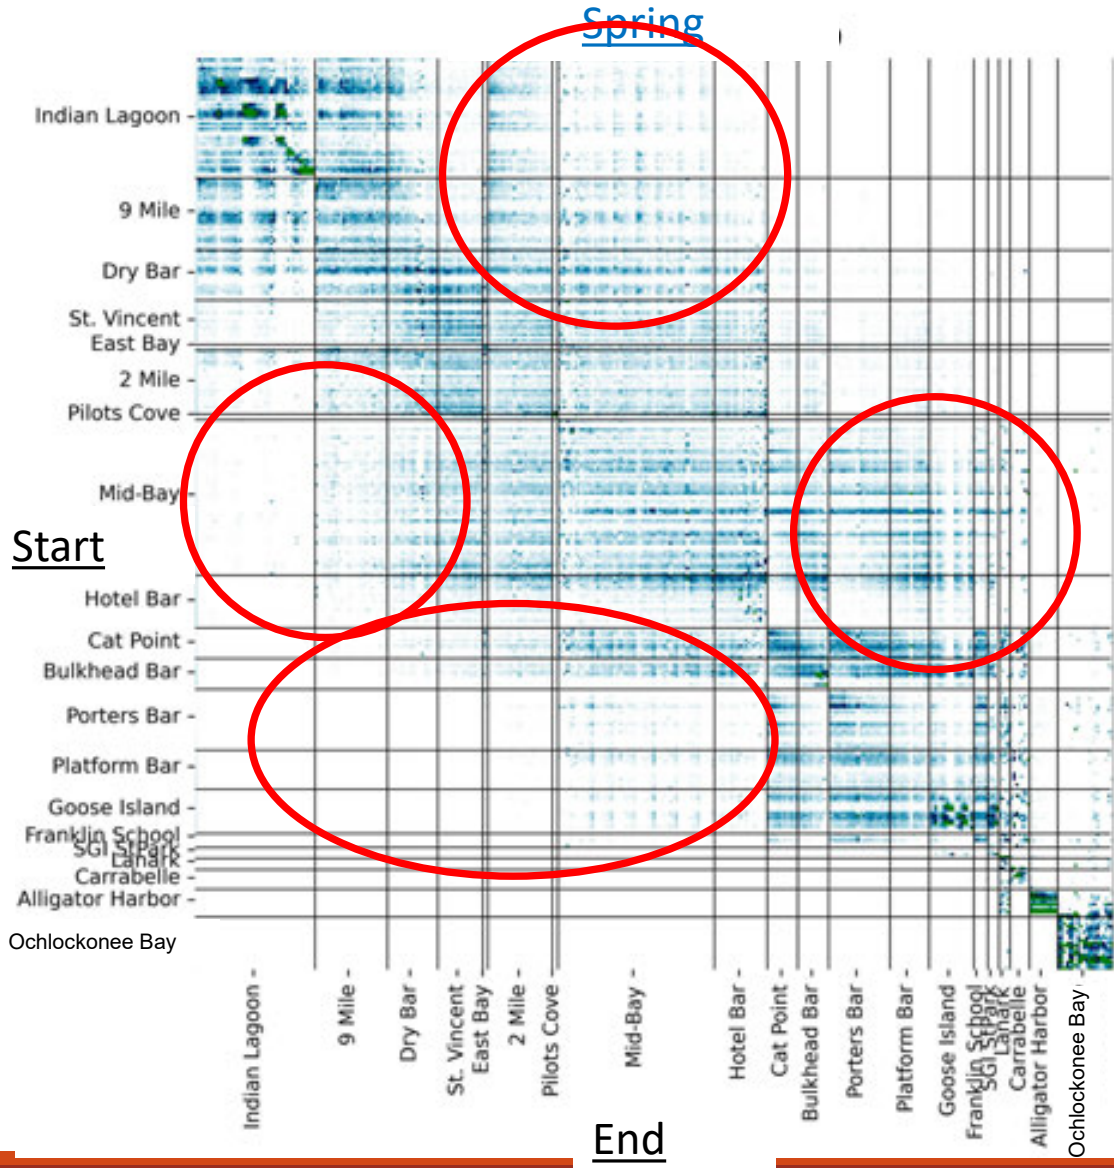 Spring
Indian Lagoon
9 Mile
Dry Bar
St. Vincent
East Bay
2 Mile
Pilots Cove
Mid-Bay
Start
Hotel Bar
Cat Point
Bulkhead Bar
Porters Bar
Platform Bar
Goose Island
Franklin School
SGI StPark
Lanark
Carrabelle
Alligator Harbor
Ochlockonee Bay
Indian Lagoon
9 Mile
Dry Bar
St. Vincent
East Bay
2 Mile
Pilots Cove
Mid-Bay
Hotel Bar
Cat Point
Bulkhead Bar
Porters Bar
Platform Bar
Goose Island
Franklin School
SGI StPark
Lanark
Carrabelle
Alligator Harbor
Ochlockonee Bay
End